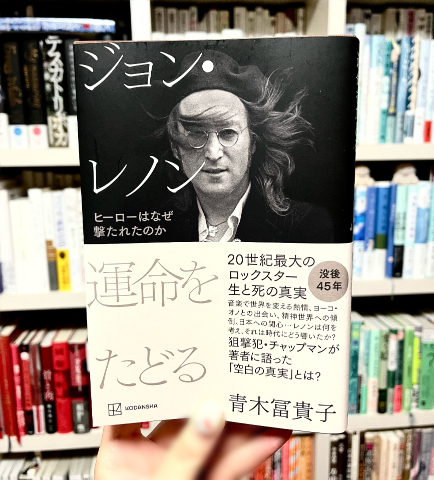 ジョン・
レノン
ヒーローはなぜ
撃たれたのか
運命を
たどる
20世紀最大の
ロックスター
生と死の真実
没後
45年
音楽で世界を変える熱情、ヨーコ・
オノとの出会い、精神世界への傾
倒、日本への関心…レノンは何を
考え、それは時代にどう響いたか?
狙撃犯・チャップマンが
著者に語った
「空白の真実」とは?
青木冨貴子
KODANSHA
テスカトリポカ